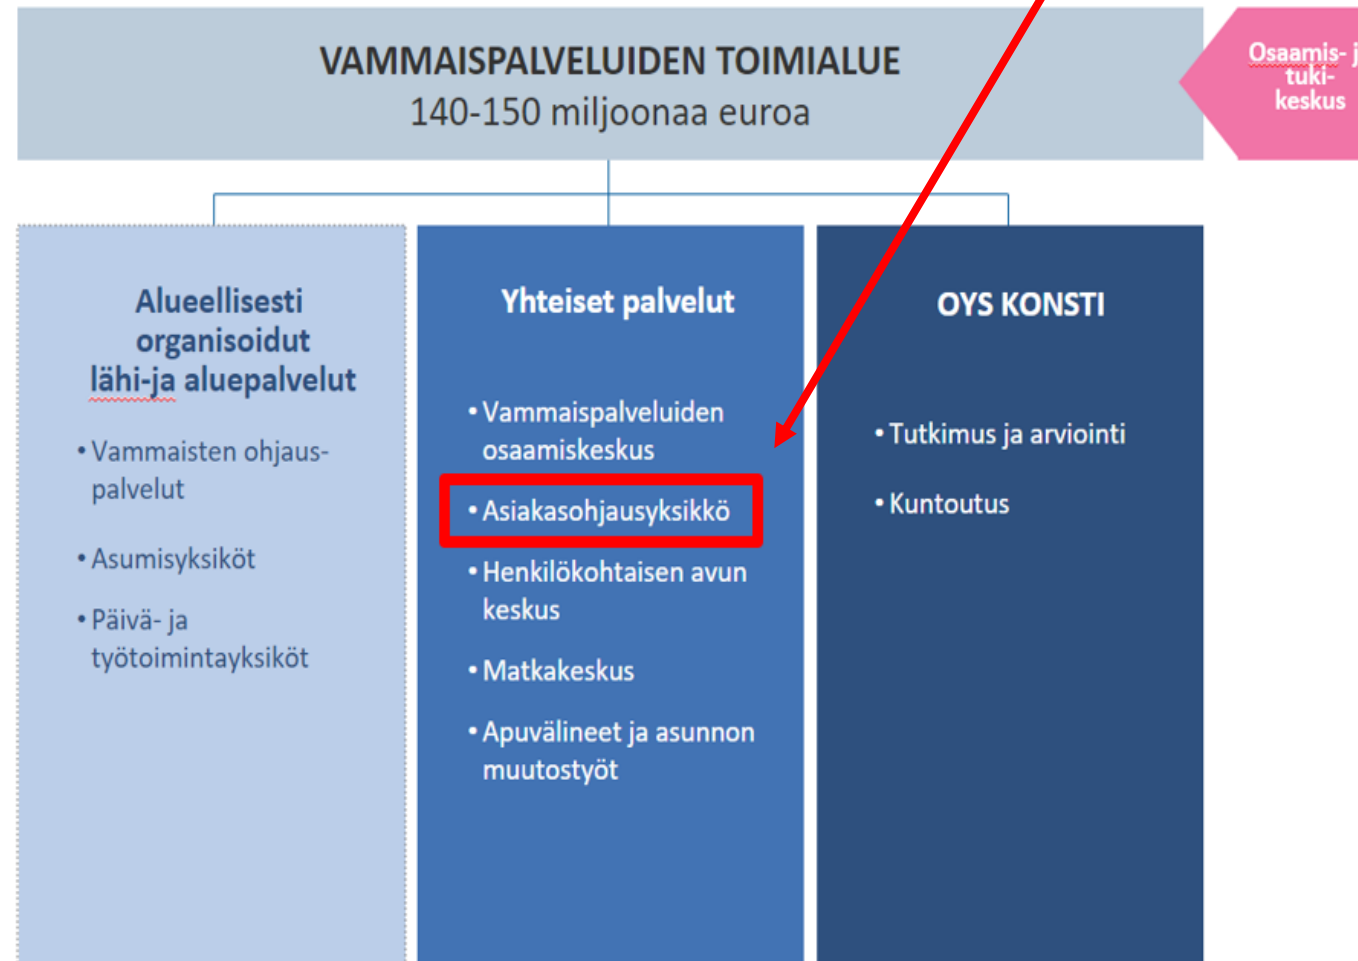 VAMMAISPALVELUIDEN TOIMIALUE
140-150 miljoonaa euroa
Osaamis-
tuki-
keskus
Alueellisesti
organisoidut
lähi-ja aluepalvelut
• Vammaisten ohjaus-
palvelut
• Asumisyksiköt
• Päivä- ja
työtoimintayksiköt
Yhteiset palvelut
• Vammaispalveluiden
osaamiskeskus
• Asiakasohjausyksikkö
• Henkilökohtaisen avun
keskus
• Matkakeskus
• Apuvälineet ja asunnon
muutostyöt
OYS KONSTI
• Tutkimus ja arviointi
• Kuntoutus